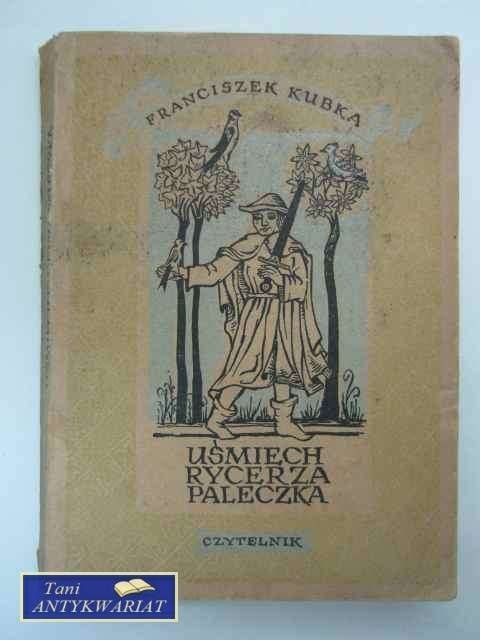 FRANCISZEK KUBKA
UŚMIECH
RYCERZA
PALECZKA
CZYTELNIK
Tani
ANTYKWARIAT